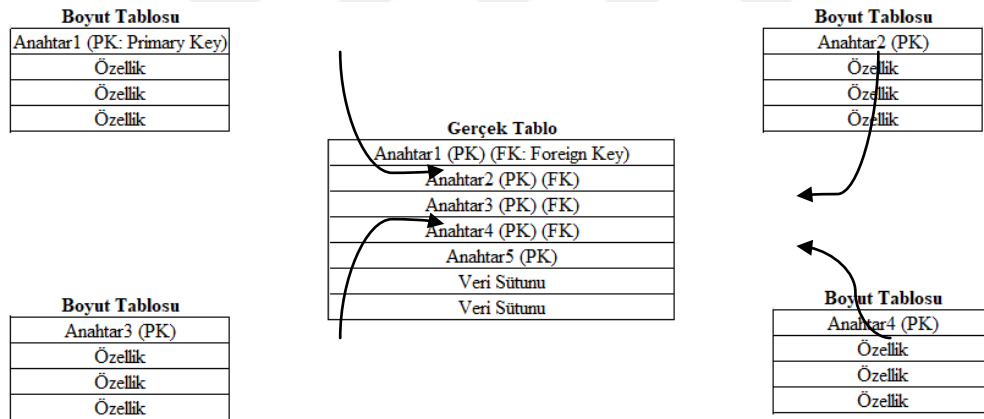 Boyut Tablosu
Anahtar1 (PK: Primary Key)
Özellik
Özellik
Özellik
Boyut Tablosu
Anahtar2 (PK)
Özellik
Özellik
Özellik
Gerçek Tablo
Anahtar1 (PK) (FK: Foreign Key)
Anahtar2 (PK) (FK)
Anahtar3 (PK) (FK)
Anahtar4 (PK) (FK)
Anahtar5 (PK)
Veri Sütunu
Veri Sütunu
Boyut Tablosu
Anahtar3 (PK)
Özellik
Özellik
Özellik
Boyut Tablosu
Anahtar4 (PK)
Özellik
Özellik
Özellik